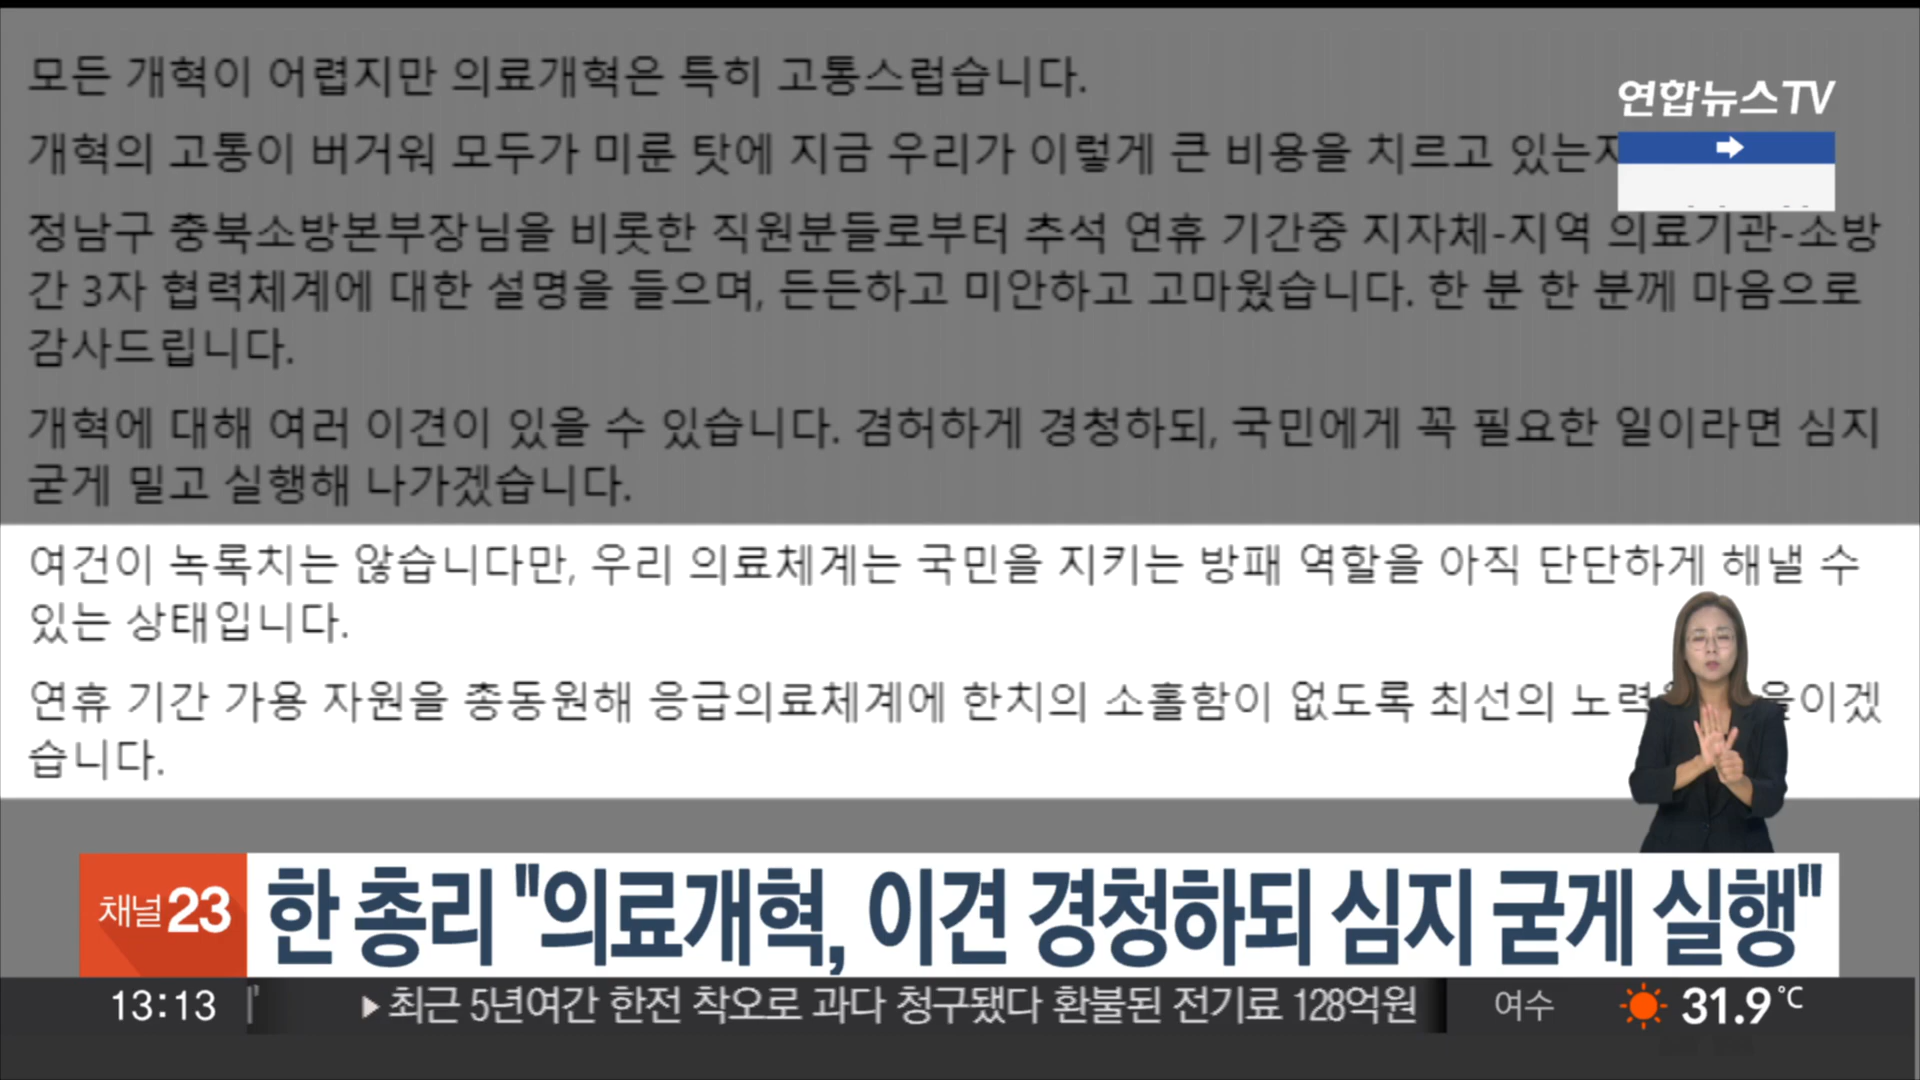 모든 개혁이 어렵지만 의료개혁은 특히 고통스럽습니다.
개혁의 고통이 버거워 모두가 미룬 탓에 지금 우리가 이렇게 큰 비용을 치르고 있는지
정남구 충북소방본부장님을 비롯한 직원분들로부터 추석 연휴 기간중 지자체-지역 의료기관-소방
간 3자 협력체계에 대한 설명을 들으며, 든든하고 미안하고 고마웠습니다. 한 분 한 분께 마음으로
감사드립니다.
개혁에 대해 여러 이견이 있을 수 있습니다. 겸허하게 경청하되, 국민에게 꼭 필요한 일이라면 심지
굳게 밀고 실행해 나가겠습니다.
여건이 녹록치는 않습니다만, 우리 의료체계는 국민을 지키는 방패 역할을 아직 단단하게 해낼 수
있는 상태입니다.
연휴 기간 가용 자원을 총동원해 응급의료체계에 한치의 소홀함이 없도록 최선의
습니다.
연합뉴스TV
채널23
한 총리 "의료개혁, 이견 경청하되 심지 굳게 실행"
13:13
▶최근 5년여간 한전 착오로 과다 청구됐다 환불된 전기료 128억원
여수 31.9℃